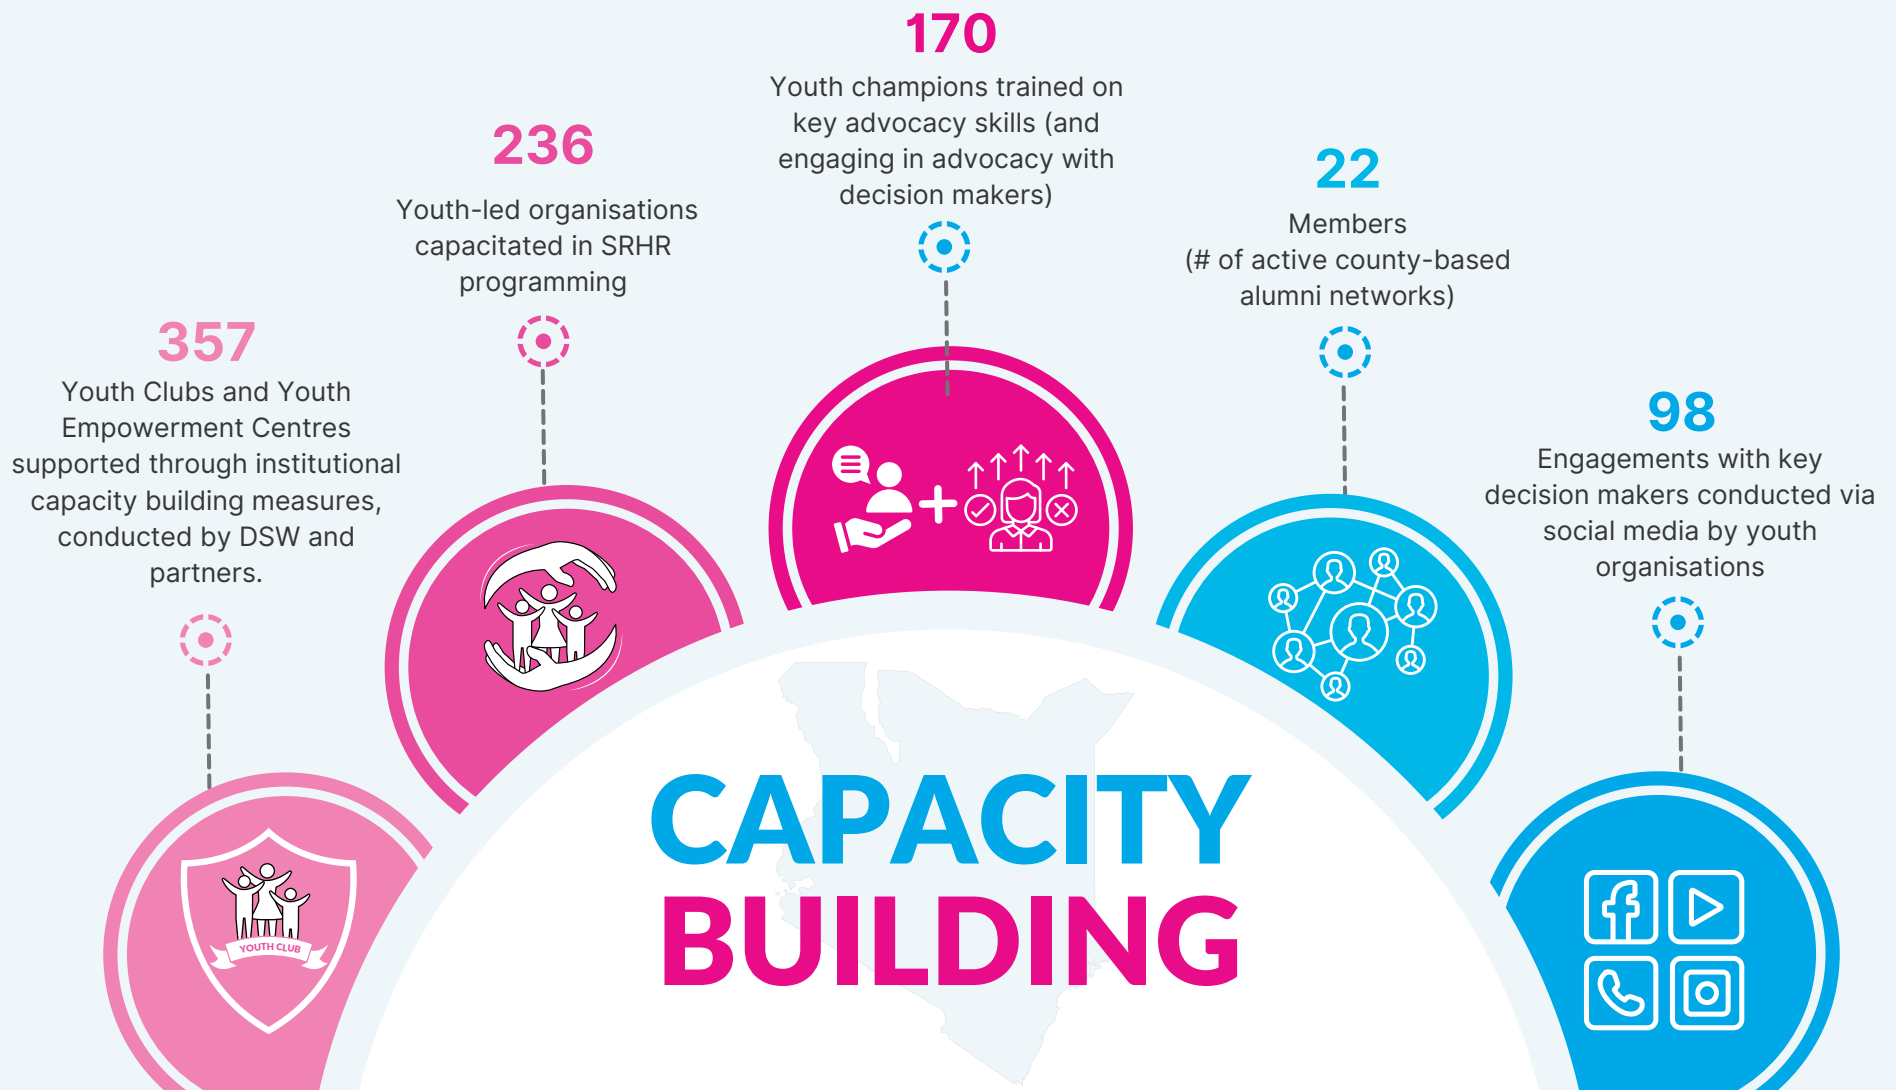 357
Youth Clubs and Youth
Empowerment Centres
supported through institutional
capacity building measures,
conducted by DSW and
partners.
236
Youth-led organisations
capacitated in SRHR
programming
170
Youth champions trained on
key advocacy skills (and
engaging in advocacy with
decision makers)
22
Members
(# of active county-based
alumni networks)
98
Engagements with key
decision makers conducted via
social media by youth
organisations
YOUTH CLUB
CAPACITY
BUILDING